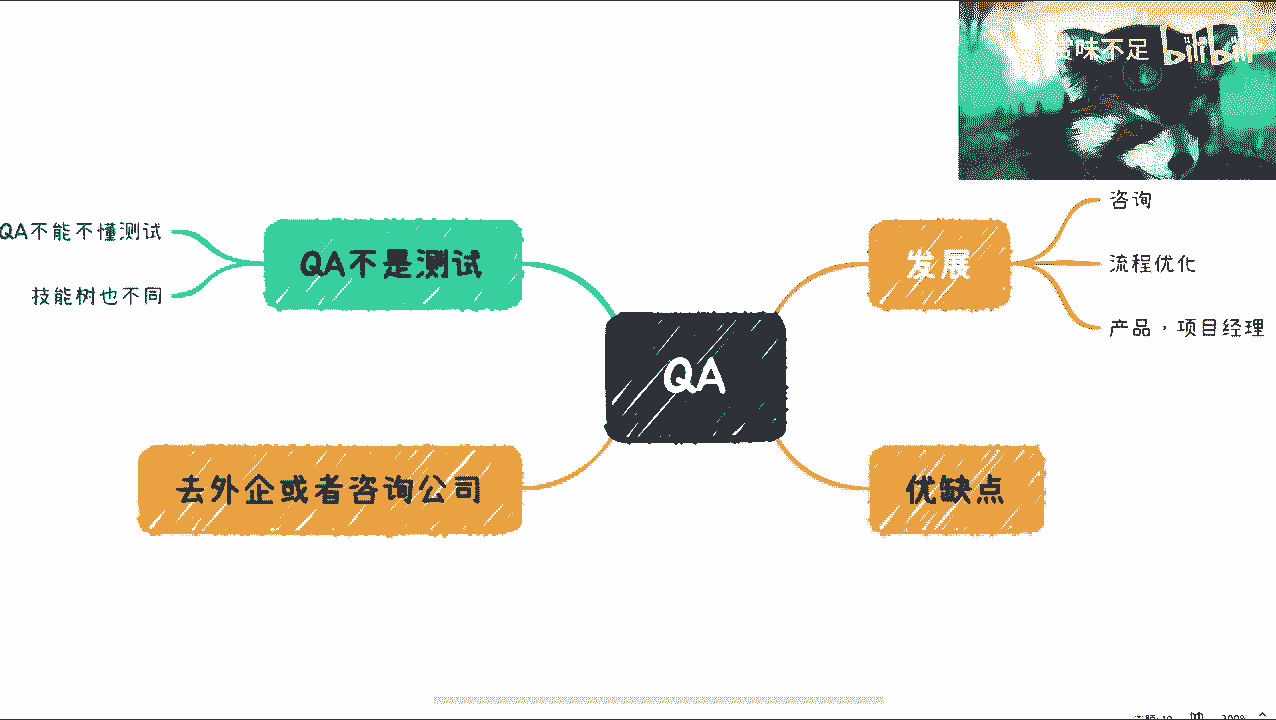 赏味不足 bilibili
咨询
QA不能不懂测试
QA不是测试
发展
流程优化
技能树也不同
产品，项目经理
QA
去外企或者咨询公司
优缺点